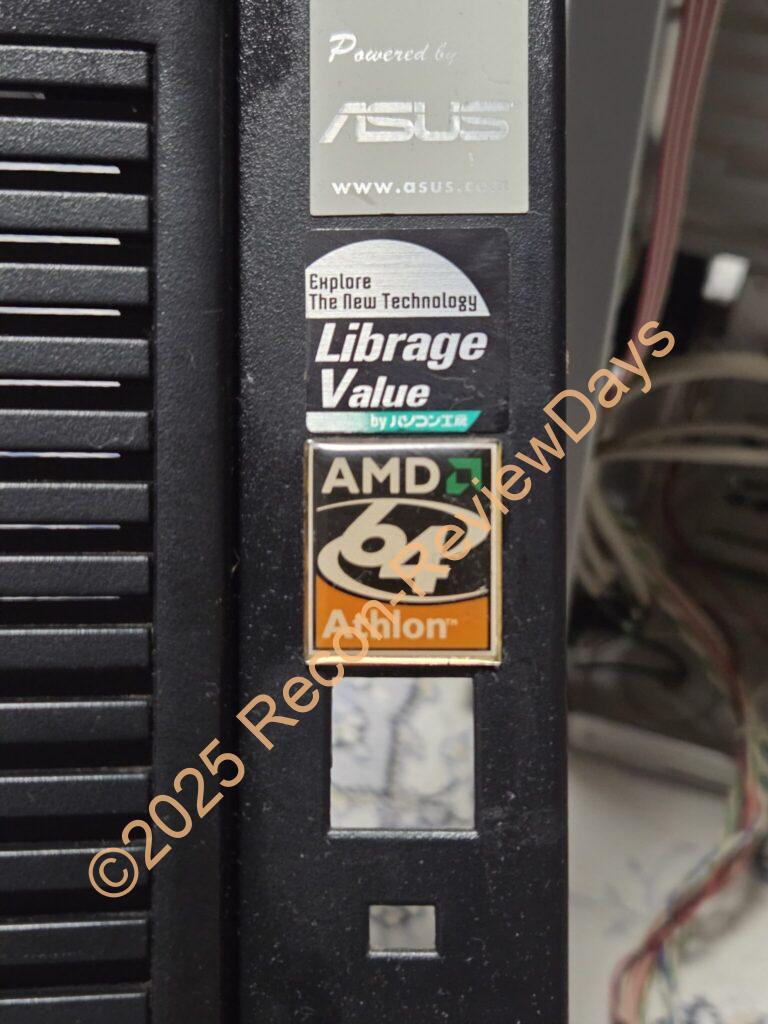 Powered by
ASUS
www.asus.com
Explore
The New Technology
Librage
Value
by パソコン工房
AMD
64
Athlon™
©2025 Recon-ReviewDays